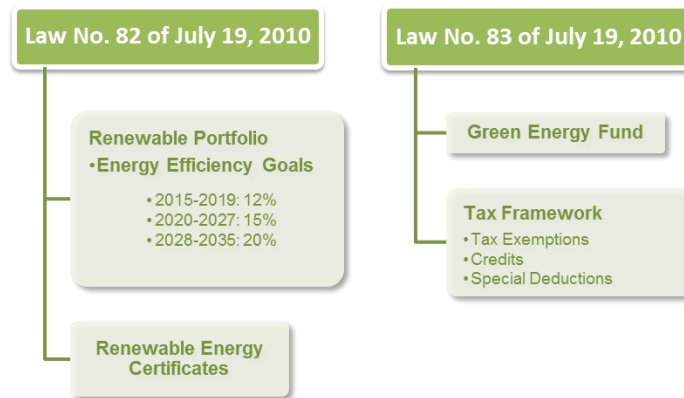 Law No. 82 of July 19, 2010
Renewable Portfolio
•Energy Efficiency Goals
•2015-2019: 12%
•2020-2027: 15%
•2028-2035: 20%
Renewable Energy
Certificates
Law No. 83 of July 19, 2010
Green Energy Fund
Tax Framework
•Tax Exemptions
•Credits
•Special Deductions